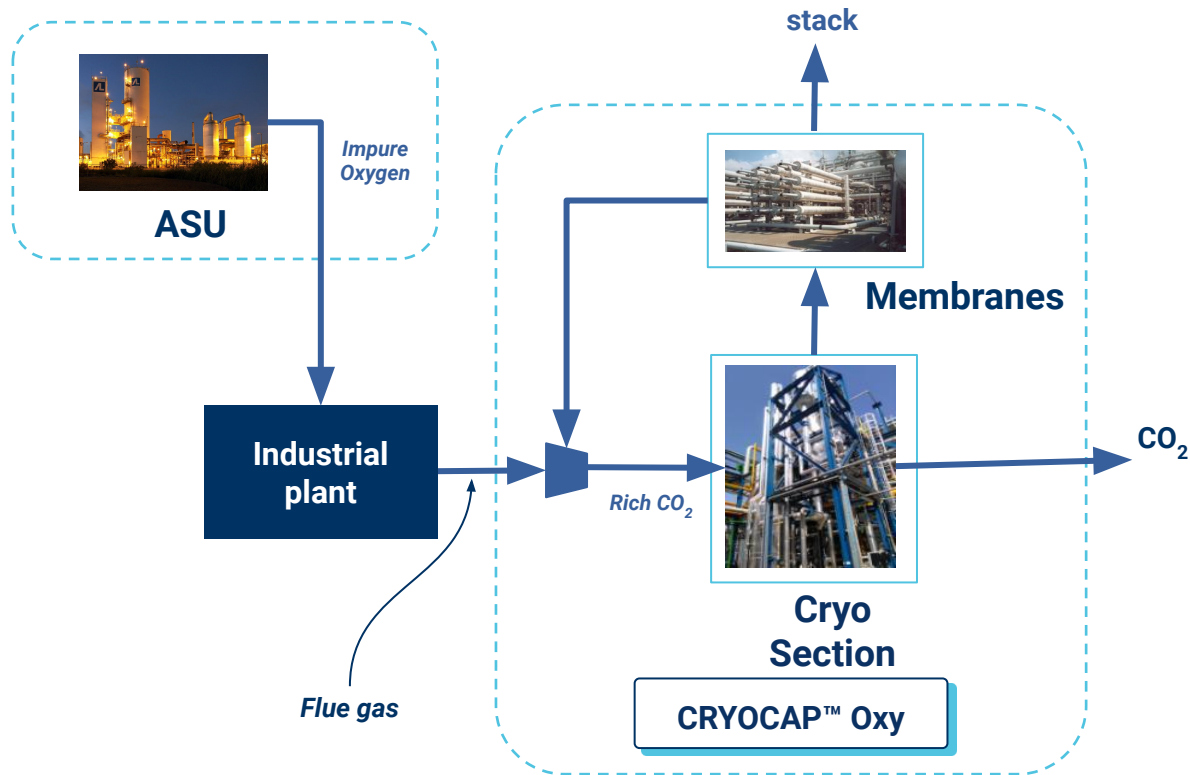 stack
Impure
Oxygen
ASU
Membranes
Industrial
plant
CO₂
Rich CO₂
Cryo
Section
Flue gas
CRYOCAP™ Oxy